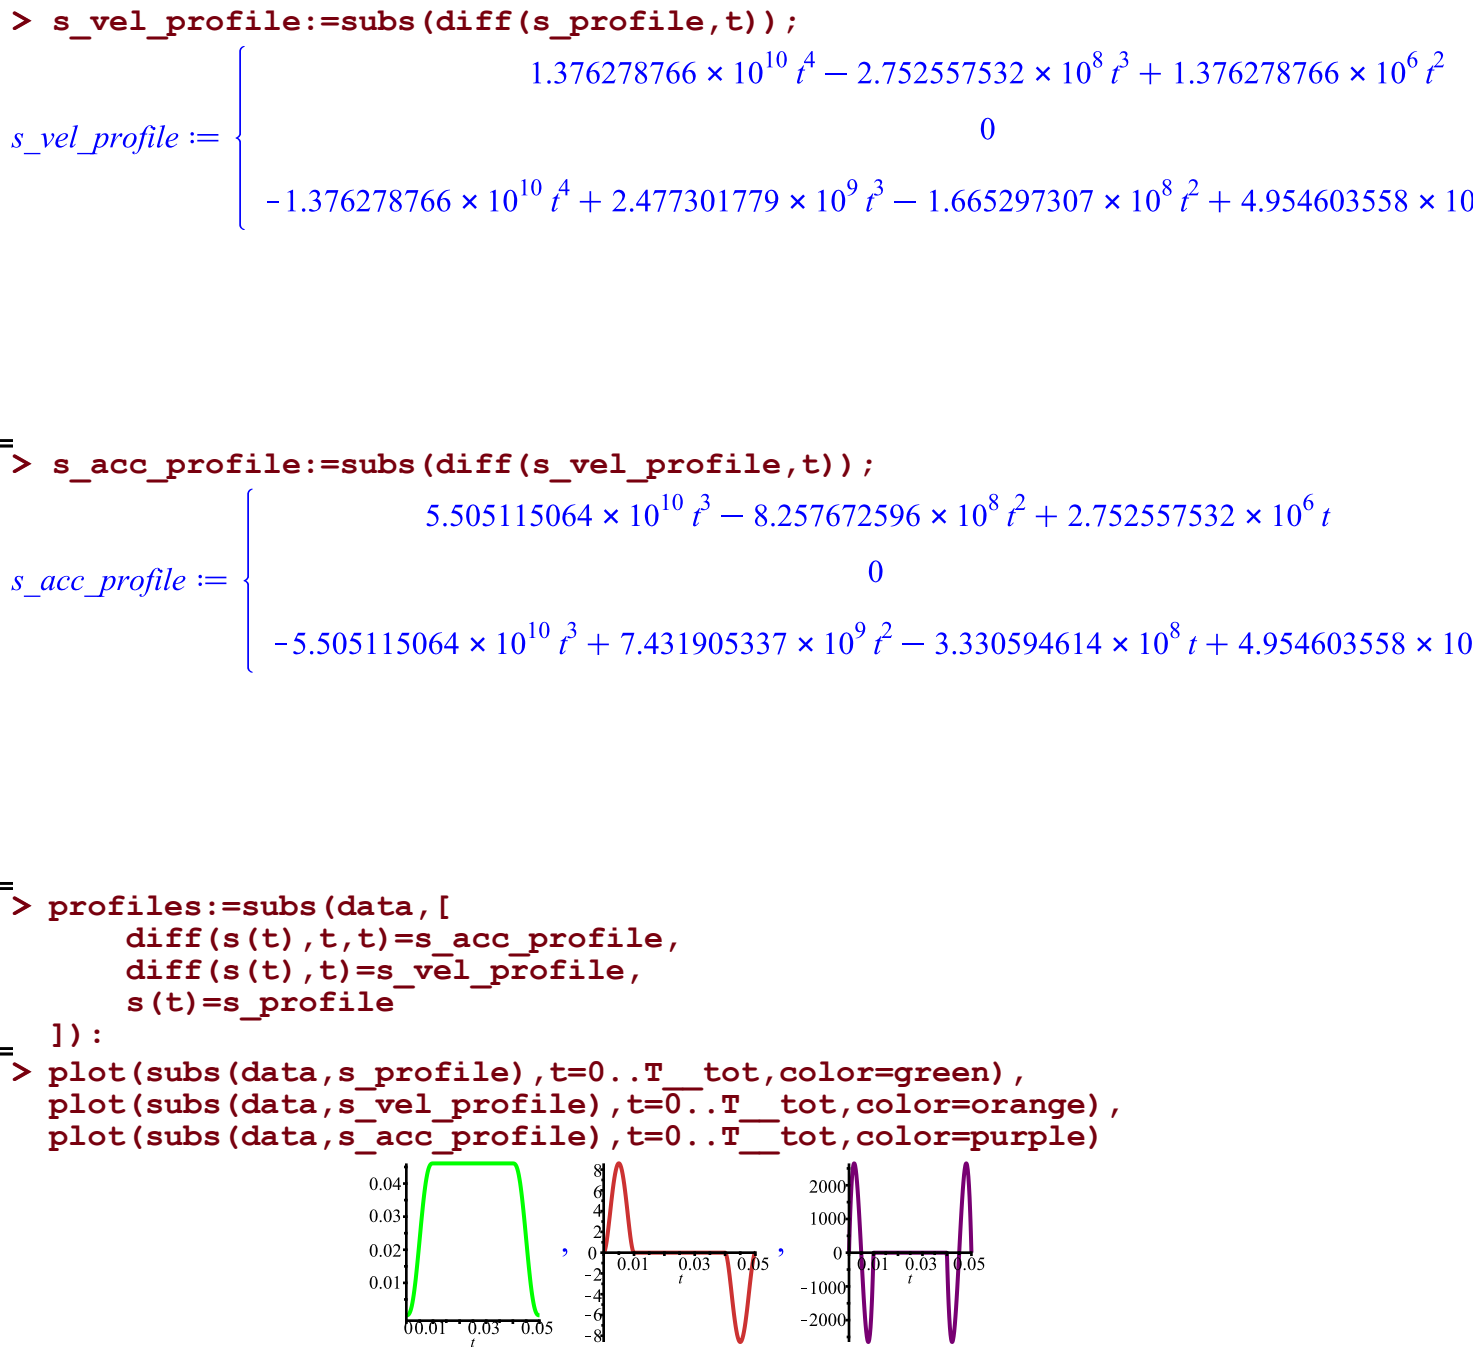 > s_vel_profile:=subs(diff(s_profile,t));
1.376278766 × 10^10 t^4 − 2.752557532 × 10^8 t^3 + 1.376278766 × 10^6 t^2
s_vel_profile :=
0
−1.376278766 × 10^10 t^4 + 2.477301779 × 10^9 t^3 − 1.665297307 × 10^8 t^2 + 4.954603558 × 10
> s_acc_profile:=subs(diff(s_vel_profile,t));
5.505115064 × 10^10 t^3 − 8.257672596 × 10^8 t^2 + 2.752557532 × 10^6 t
s_acc_profile :=
0
−5.505115064 × 10^10 t^3 + 7.431905337 × 10^9 t^2 − 3.330594614 × 10^8 t + 4.954603558 × 10
> profiles:=subs(data,[
diff(s(t),t,t)=s_acc_profile,
diff(s(t),t)=s_vel_profile,
s(t)=s_profile
]):
> plot(subs(data,s_profile),t=0..T__tot,color=green),
plot(subs(data,s_vel_profile),t=0..T__tot,color=orange),
plot(subs(data,s_acc_profile),t=0..T__tot,color=purple)
0.04
0.03
0.02
0.01
0 0.01 0.03 0.05
t
,
8
6
4
2
0
−2
−4
−6
−8
0.01 0.03 0.05
t
,
2000
1000
0
−1000
−2000
0.01 0.03 0.05
t